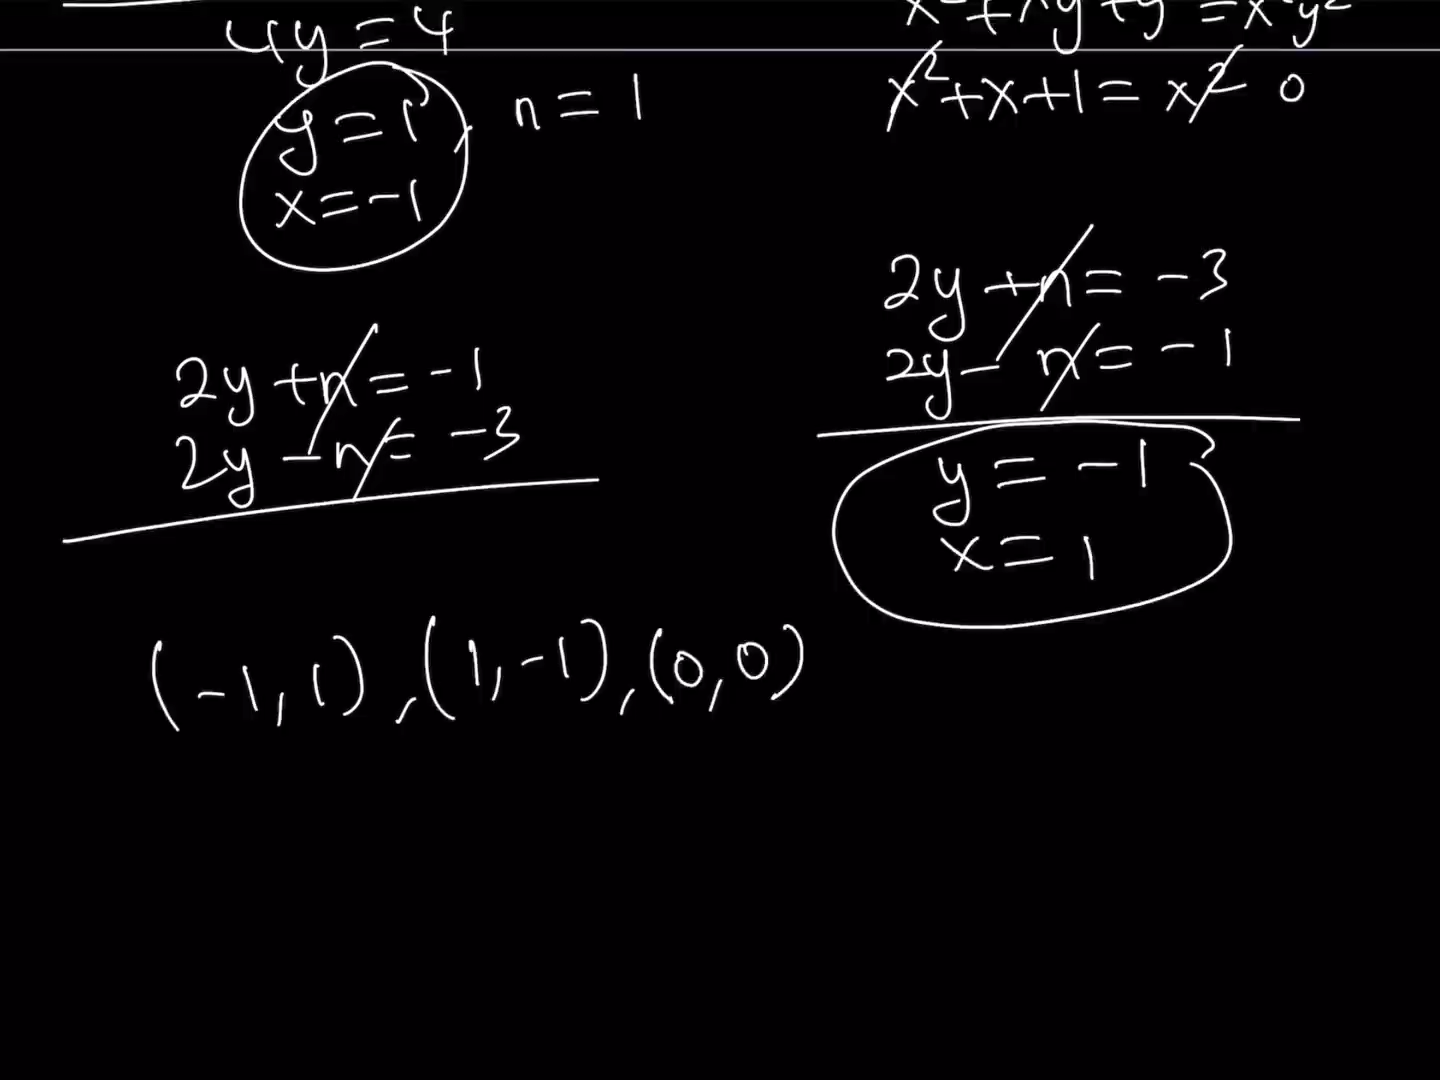 4y = 4
y = 1
x = -1
n = 1
x² + xy + y² = x²y²
x² + x + 1 = x² 0
2y + n = -1
2y - n = -3
2y + n = -3
2y - n = -1
y = -1
x = 1
(-1, 1), (1, -1), (0, 0)